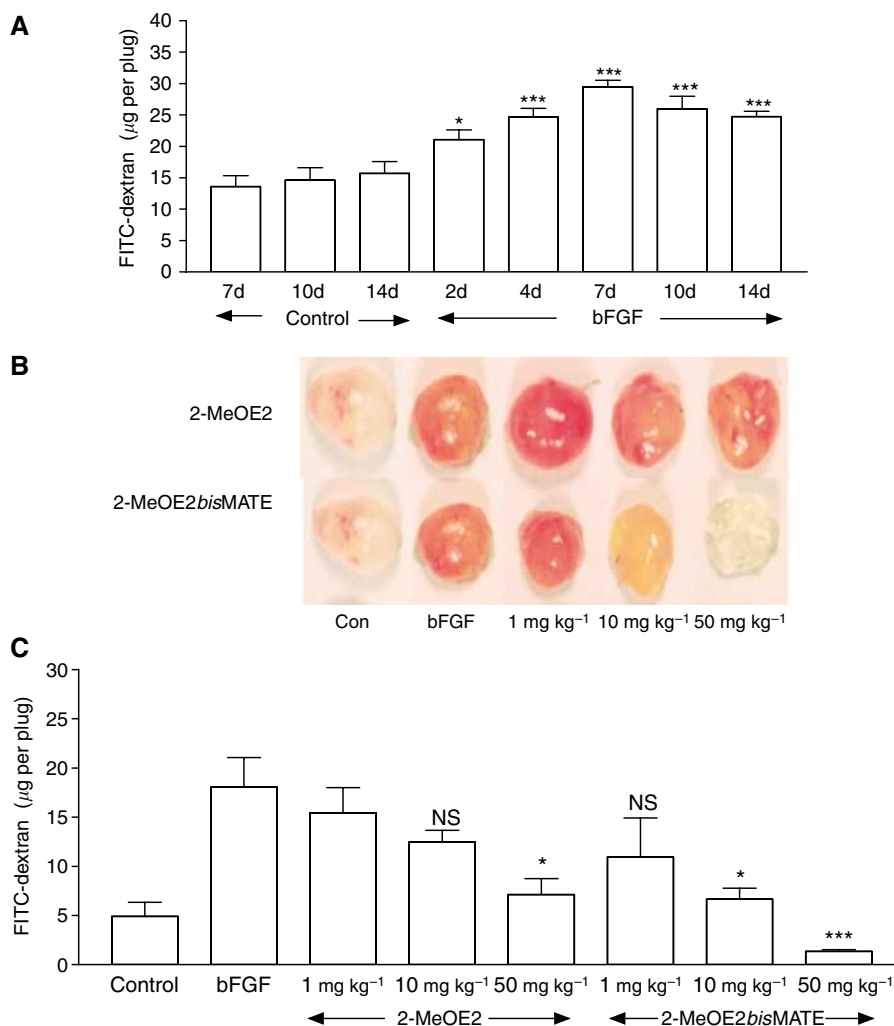 A
FITC-dextran (µg per plug)
40
35
30
25
20
15
10
5
0
*
***
***
***
***
7d 10d 14d 2d 4d 7d 10d 14d
Control bFGF
B
2-MeOE2
2-MeOE2bisMATE
Con bFGF 1 mg kg⁻¹ 10 mg kg⁻¹ 50 mg kg⁻¹
C
FITC-dextran (µg per plug)
30
25
20
15
10
5
0
NS
*
NS
*
***
Control bFGF 1 mg kg⁻¹ 10 mg kg⁻¹ 50 mg kg⁻¹ 1 mg kg⁻¹ 10 mg kg⁻¹ 50 mg kg⁻¹
2-MeOE2 2-MeOE2bisMATE